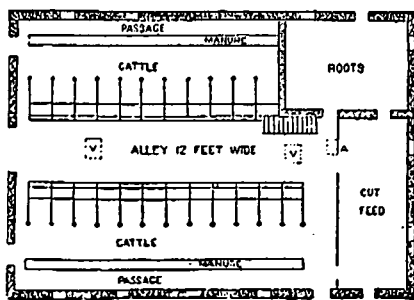 PASSAGE
MANURE
CATTLE
ROOTS
V
ALLEY 12 FEET WIDE
V
A
CUT
FEED
CATTLE
MANURE
PASSAGE